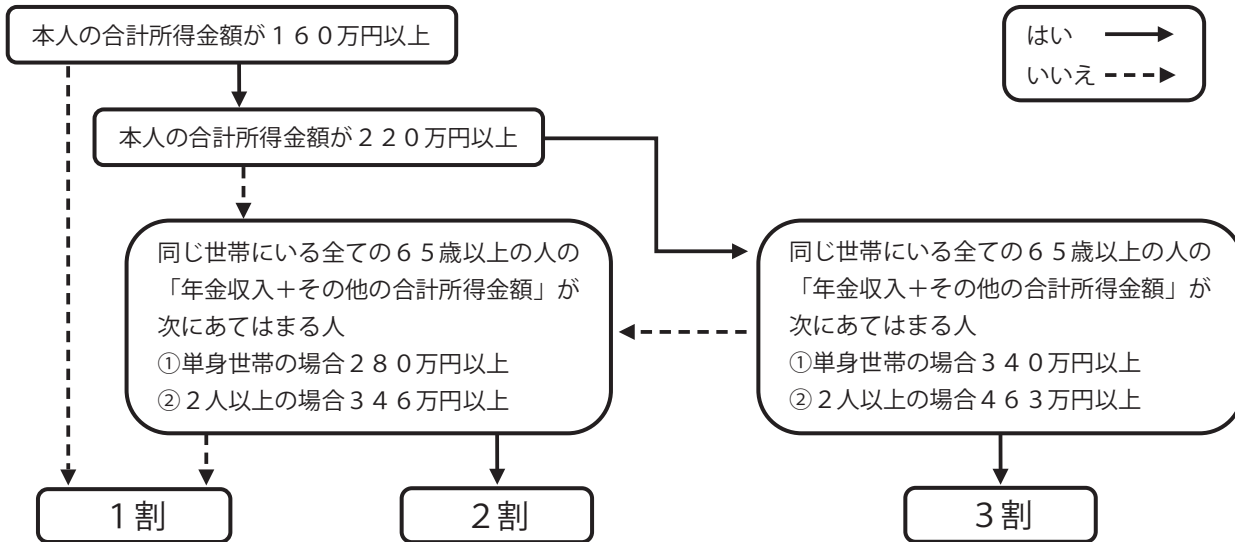 本人の合計所得金額が１６０万円以上
はい
いいえ
本人の合計所得金額が２２０万円以上
同じ世帯にいる全ての６５歳以上の人の
「年金収入＋その他の合計所得金額」が
次にあてはまる人
①単身世帯の場合２８０万円以上
②２人以上の場合３４６万円以上
同じ世帯にいる全ての６５歳以上の人の
「年金収入＋その他の合計所得金額」が
次にあてはまる人
①単身世帯の場合３４０万円以上
②２人以上の場合４６３万円以上
１割
２割
３割